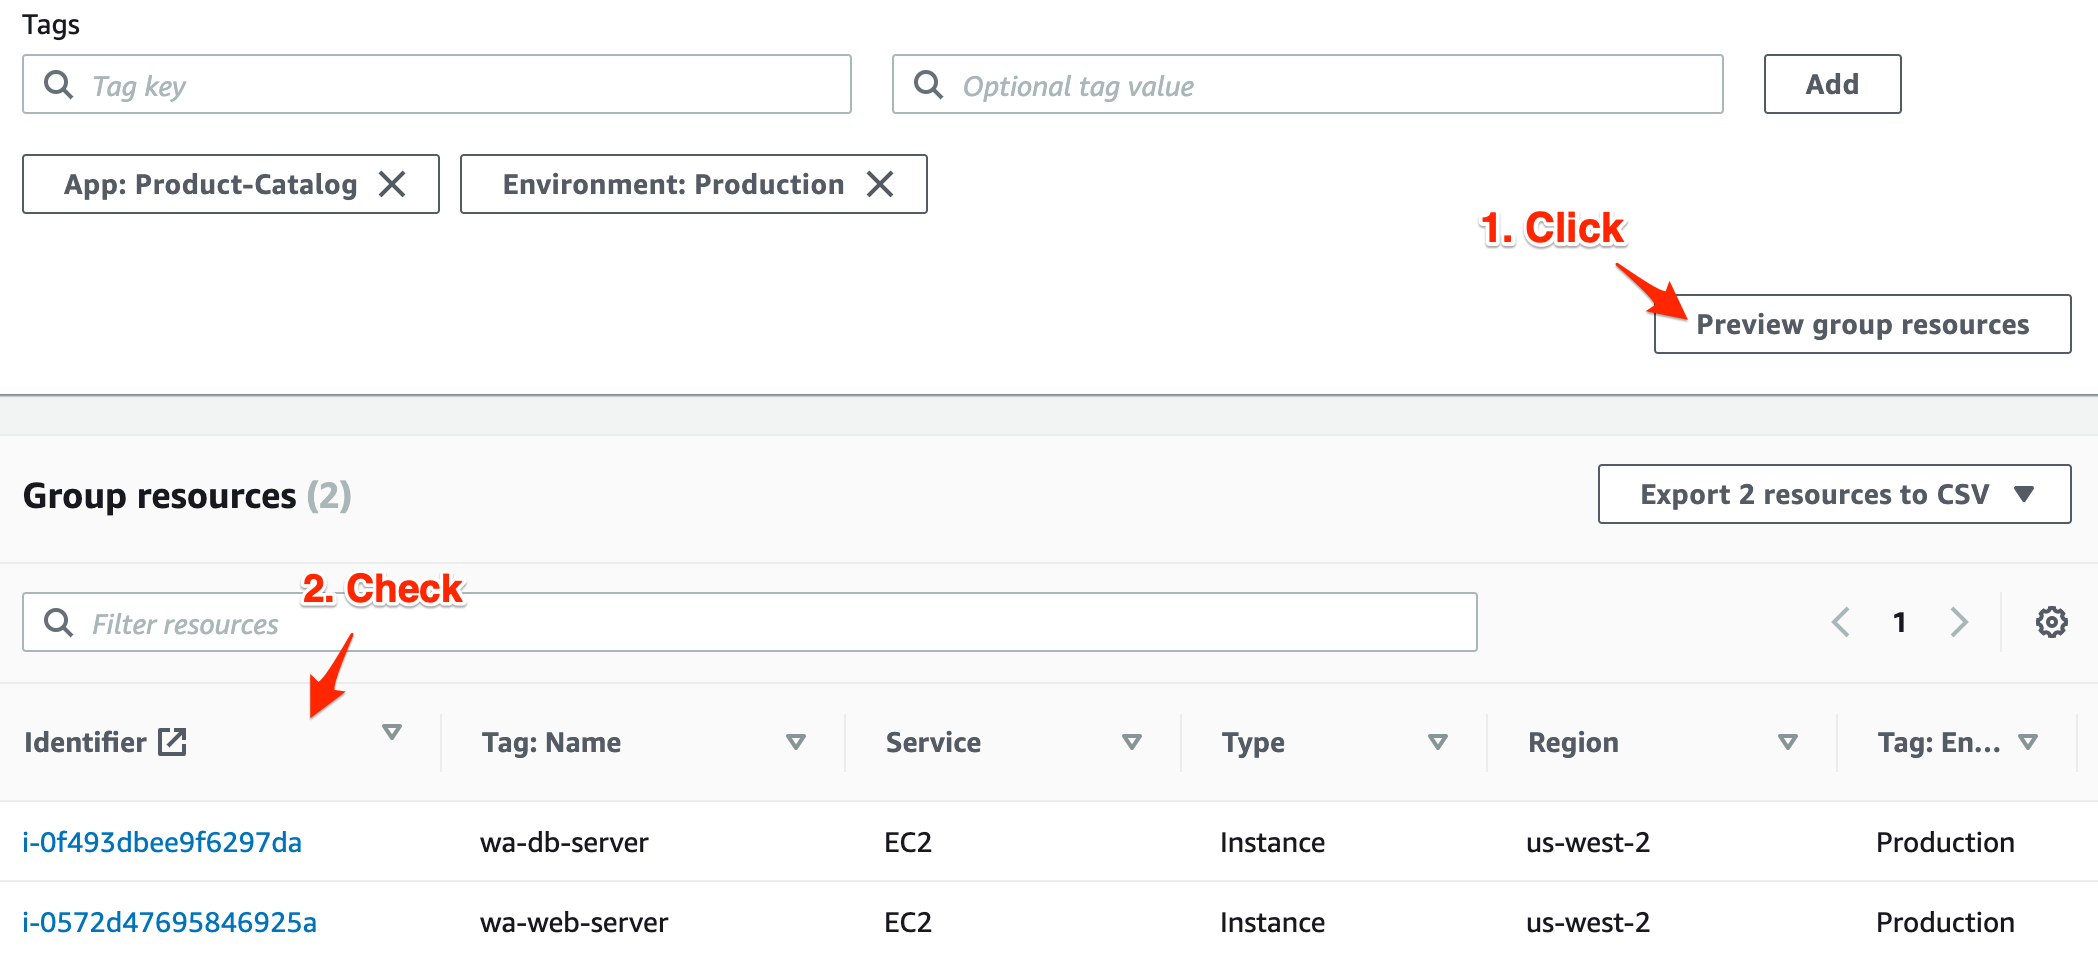 Tags
Tag key
Optional tag value
Add
App: Product-Catalog
Environment: Production
1. Click
Preview group resources
Group resources (2)
Export 2 resources to CSV
2. Check
Filter resources
1
Identifier Tag: Name Service Type Region Tag: En...
i-0f493dbee9f6297da wa-db-server EC2 Instance us-west-2 Production
i-0572d47695846925a wa-web-server EC2 Instance us-west-2 Production